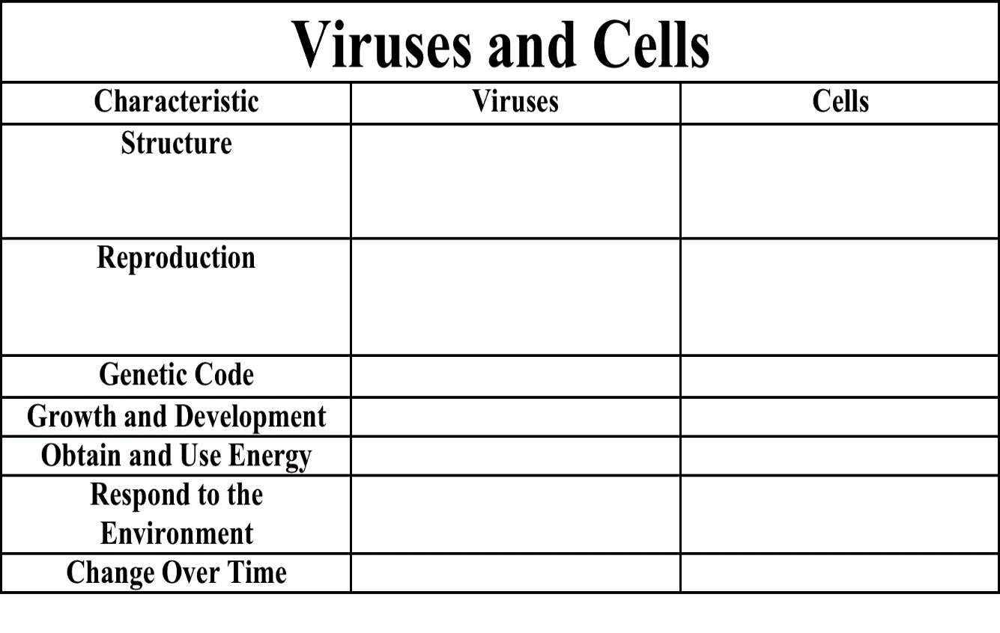 Viruses and Cells
Characteristic Viruses Cells
Structure
Reproduction
Genetic Code
Growth and Development
Obtain and Use Energy
Respond to the
Environment
Change Over Time